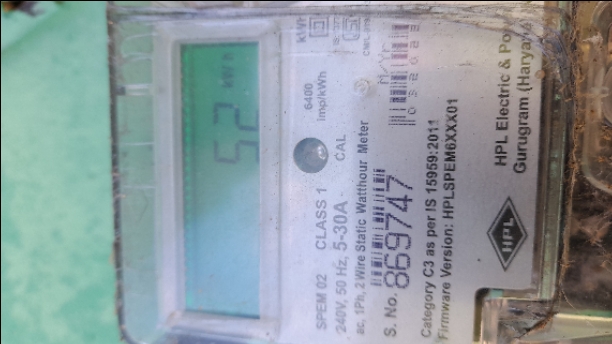 52 kWh
6400
imp/kWh
CAL
SPEM 02 CLASS 1
240V, 50 Hz, 5-30A
ac, 1Ph, 2 Wire Static Watthour Meter
S. No. 869747
Category C3 as per IS 15959:2011
Firmware Version: HPLSPEM6XXX01
HPL
HPL Electric &
Gurugram